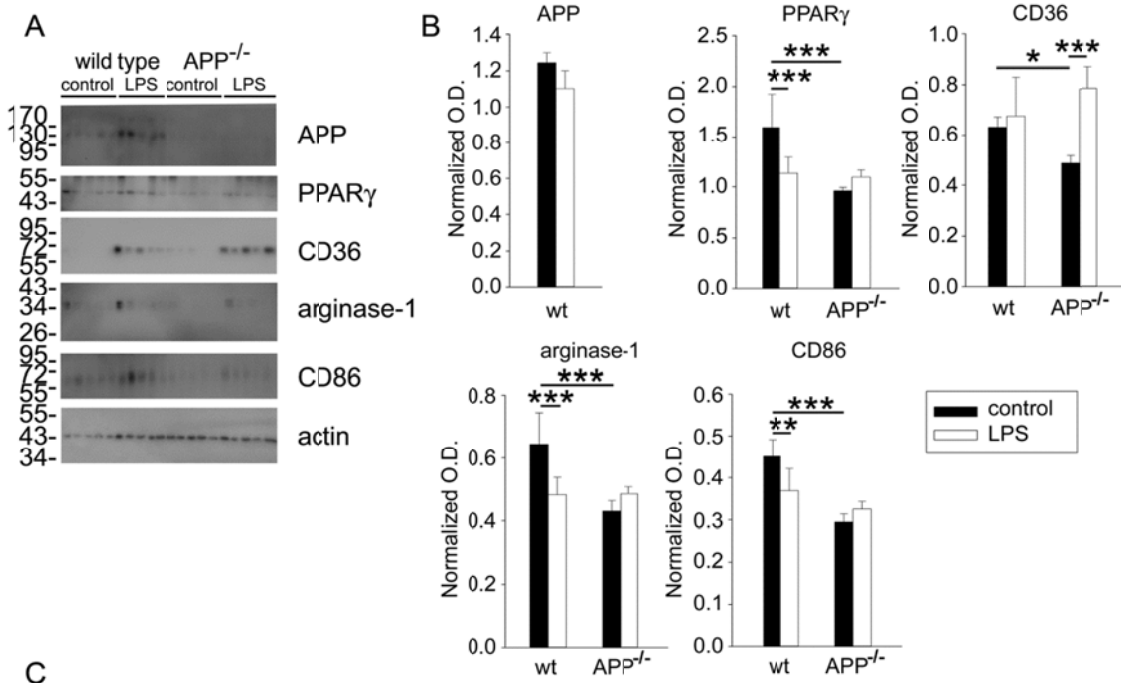 A
wild type APP-/-
control LPS control LPS
170
130-
95-
APP
55-
43-
PPARγ
95-
72-
55-
CD36
43-
34-
26-
arginase-1
95-
72-
55-
CD86
55-
43-
34-
actin
B
APP
Normalized O.D.
1.4
1.2
1.0
0.8
0.6
0.4
0.2
0.0
wt
PPARγ
Normalized O.D.
2.5
2.0
1.5
1.0
0.5
0.0
***
***
wt APP-/-
CD36
Normalized O.D.
1.0
0.8
0.6
0.4
0.2
0.0
* ***
wt APP-/-
arginase-1
Normalized O.D.
0.8
0.6
0.4
0.2
0.0
***
***
wt APP-/-
CD86
Normalized O.D.
0.6
0.5
0.4
0.3
0.2
0.1
0.0
***
**
wt APP-/-
control
LPS
C